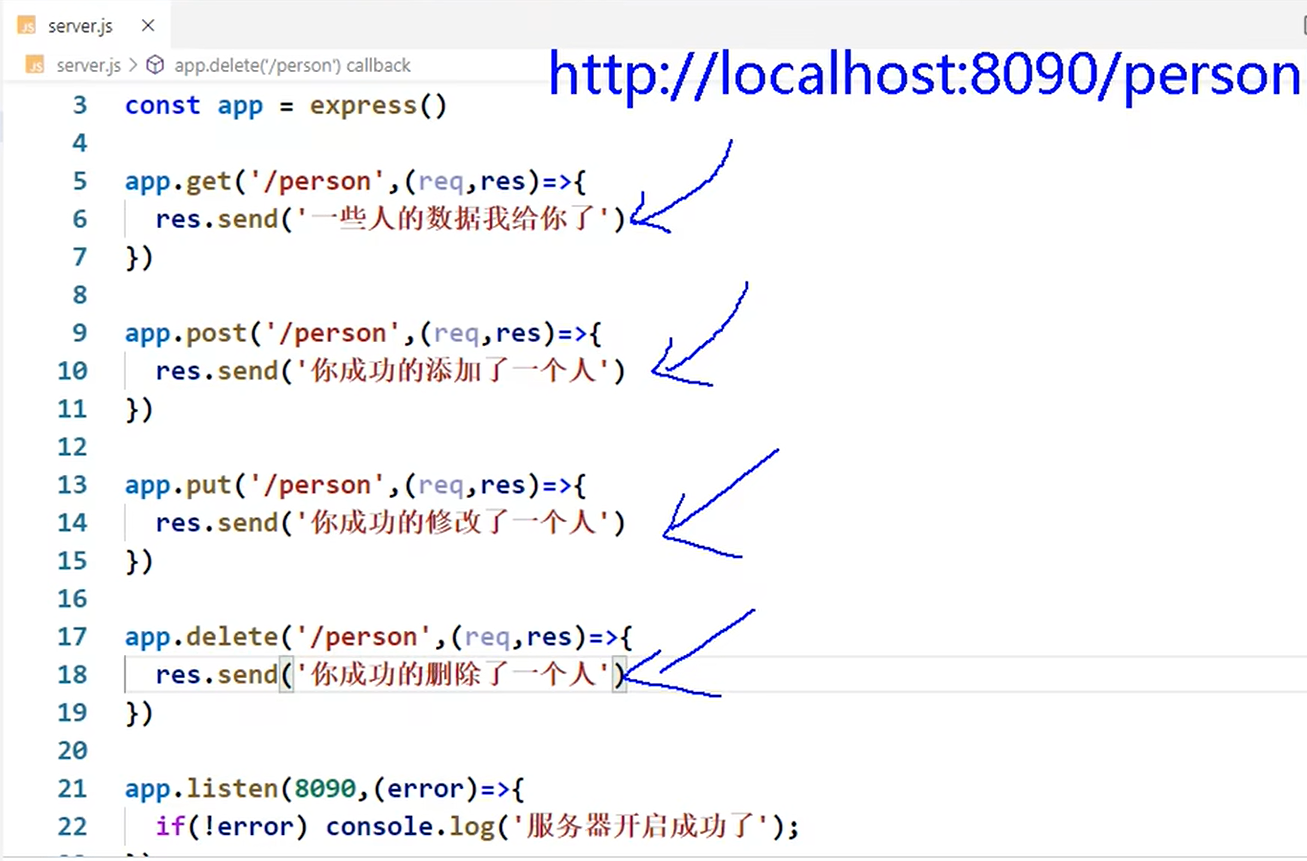 server.js
server.js > app.delete('/person') callback
http://localhost:8090/person
3 const app = express()
4
5 app.get('/person',(req,res)=>{
6 res.send('一些人的数据我给你了')
7 })
8
9 app.post('/person',(req,res)=>{
10 res.send('你成功的添加了一个人')
11 })
12
13 app.put('/person',(req,res)=>{
14 res.send('你成功的修改了一个人')
15 })
16
17 app.delete('/person',(req,res)=>{
18 res.send('你成功的删除了一个人')
19 })
20
21 app.listen(8090,(error)=>{
22 if(!error) console.log('服务器开启成功了');